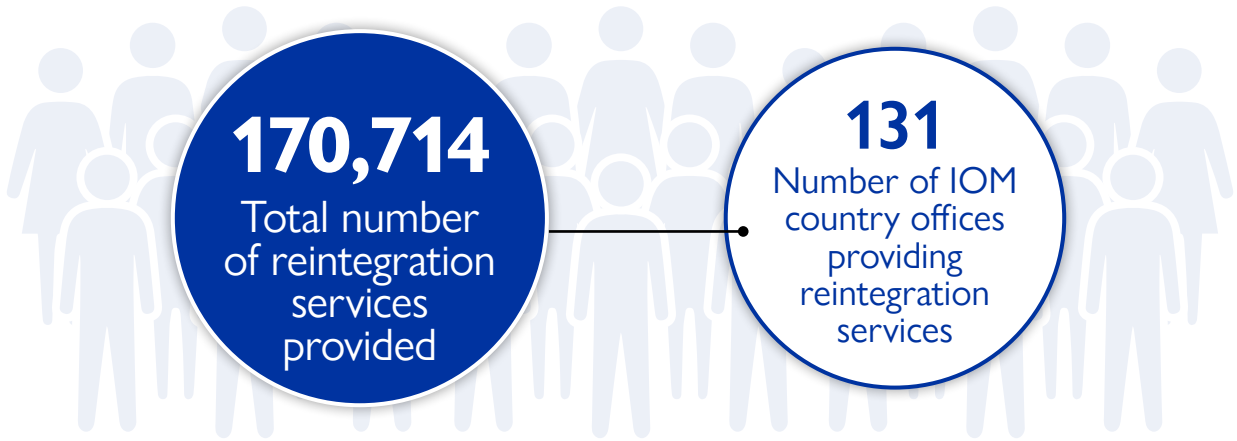 170,714
Total number
of reintegration
services
provided
131
Number of IOM
country offices
providing
reintegration
services